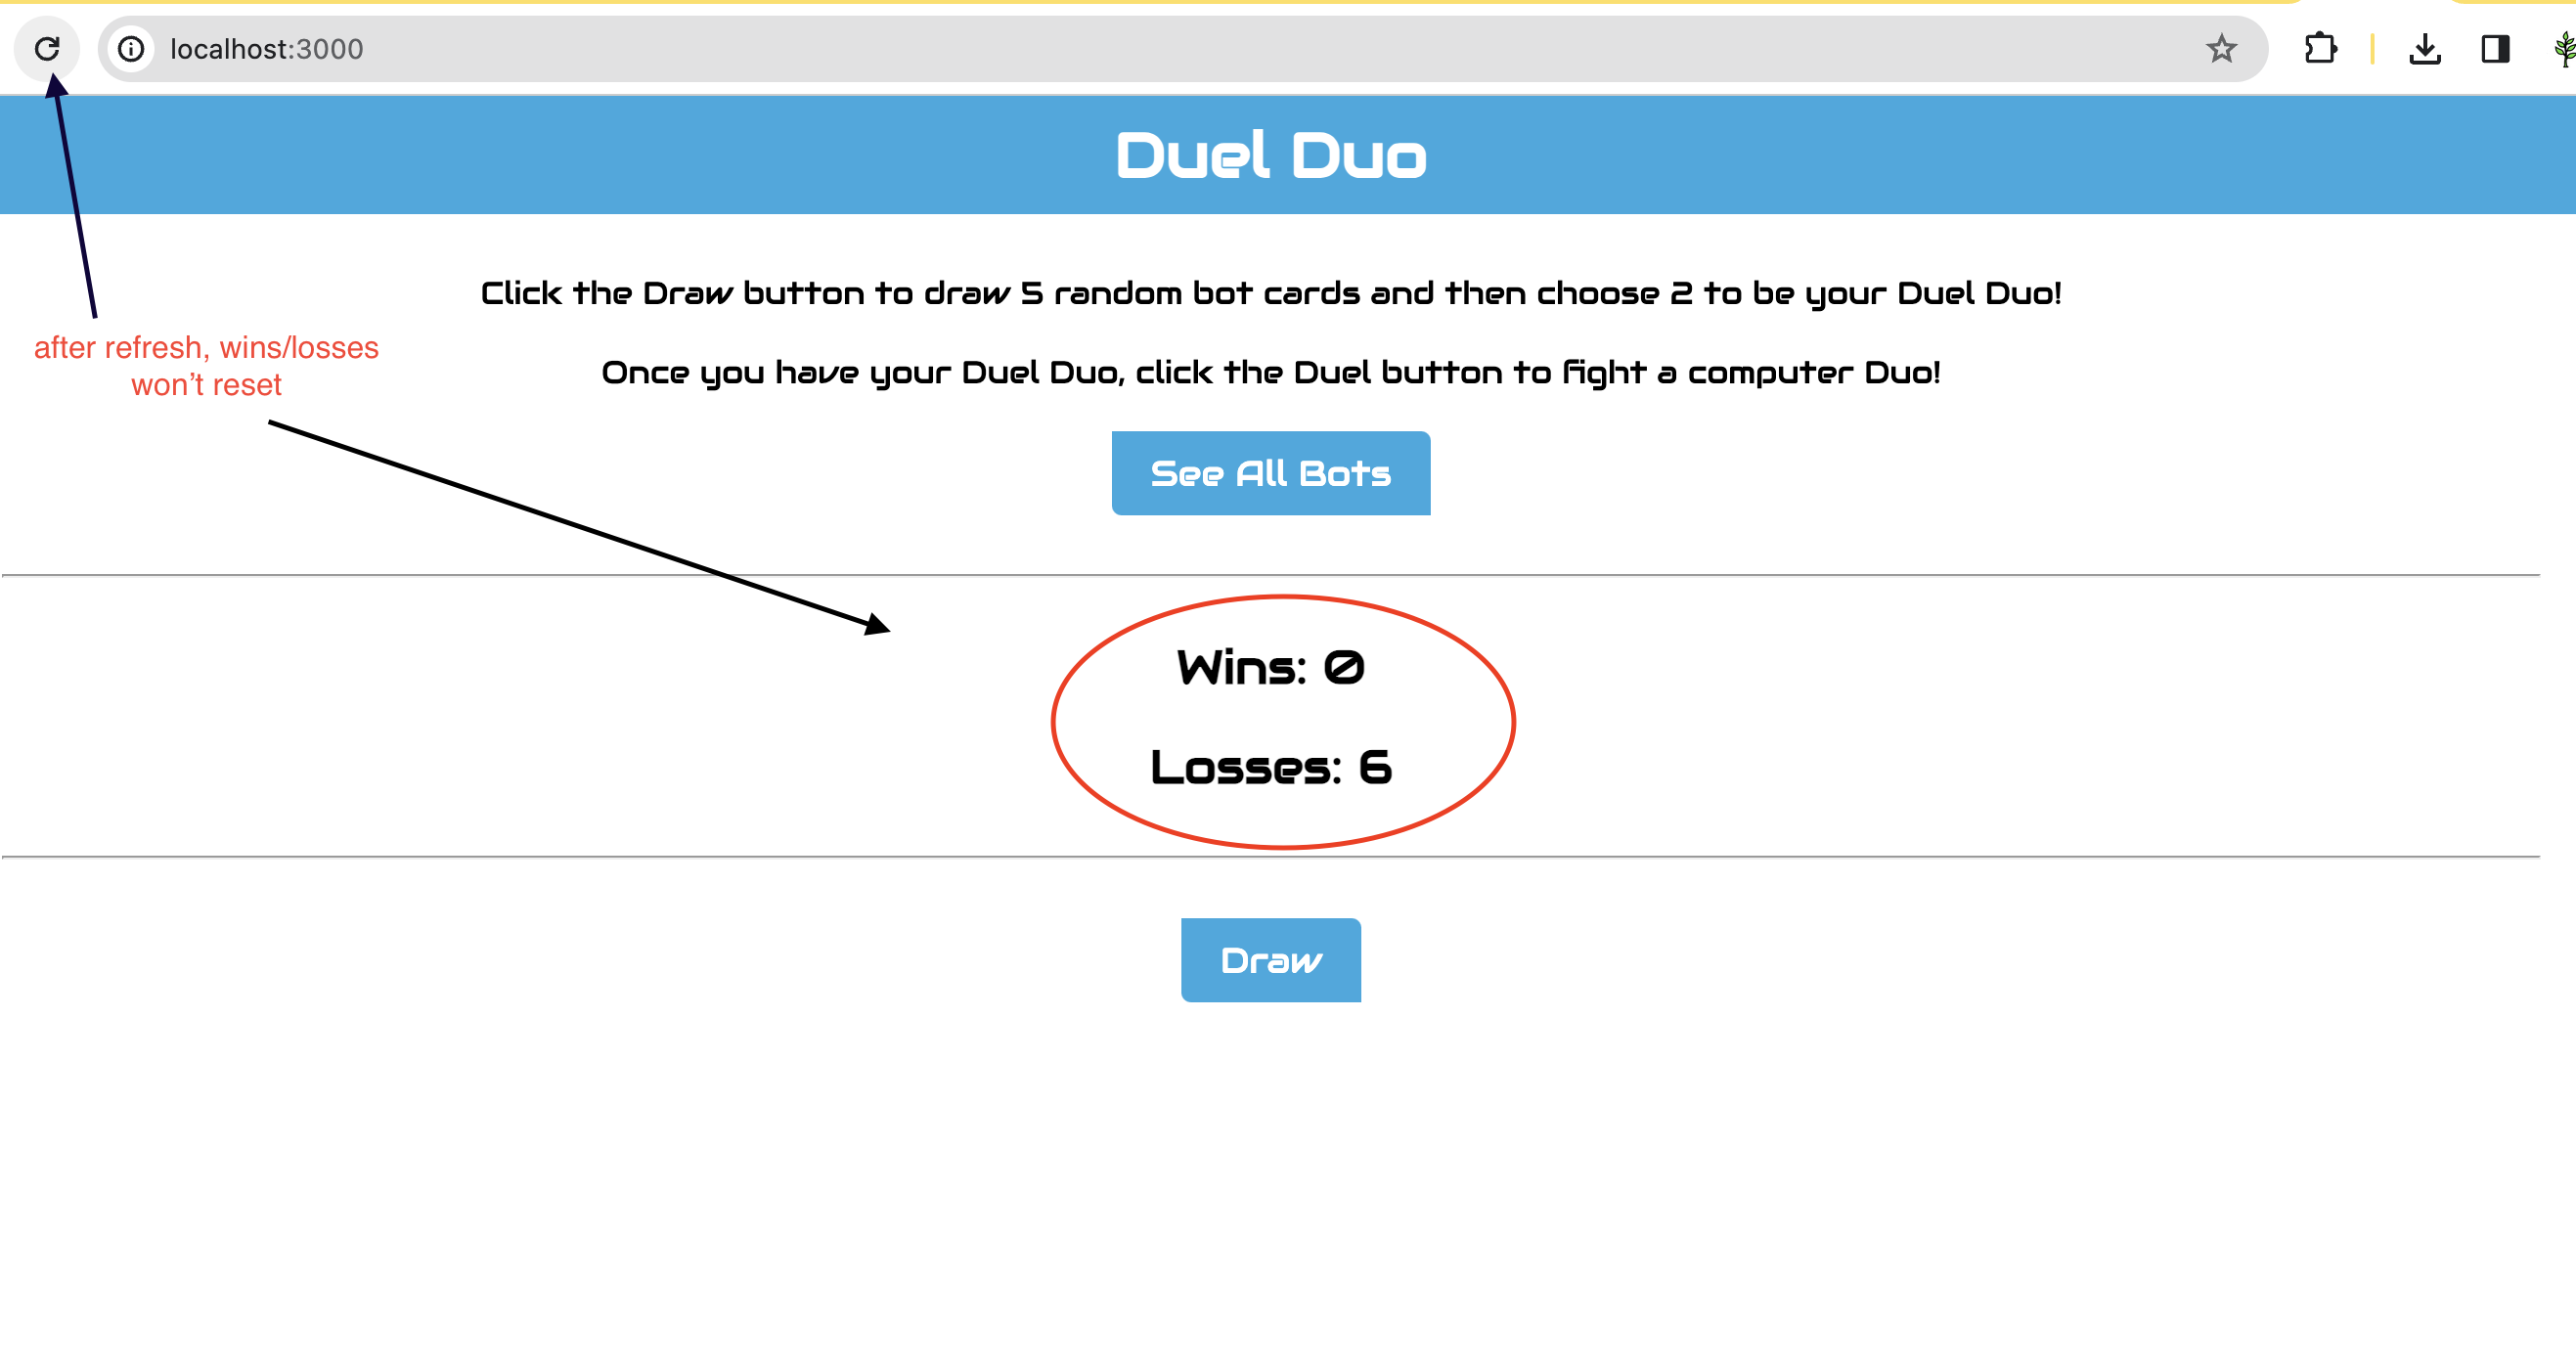 localhost:3000
Duel Duo
Click the Draw button to draw 5 random bot cards and then choose 2 to be your Duel Duo!
after refresh, wins/losses
won't reset
Once you have your Duel Duo, click the Duel button to fight a computer Duo!
See All Bots
Wins: 0
Losses: 6
Draw